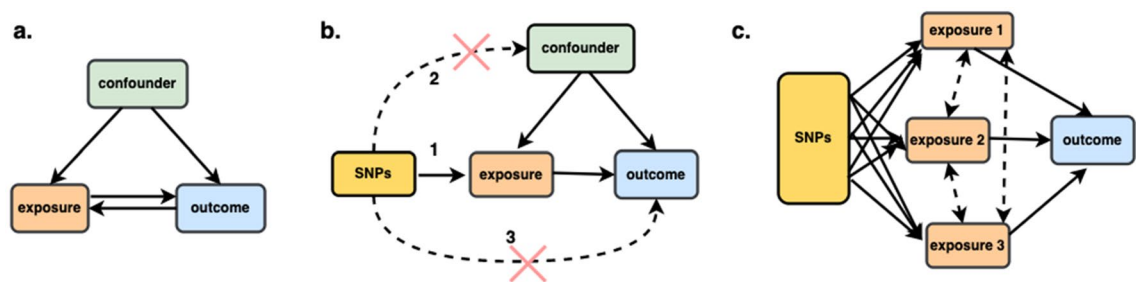 a.
confounder
exposure
outcome
b.
confounder
2
1
SNPs
exposure
outcome
3
c.
exposure 1
SNPs
exposure 2
outcome
exposure 3